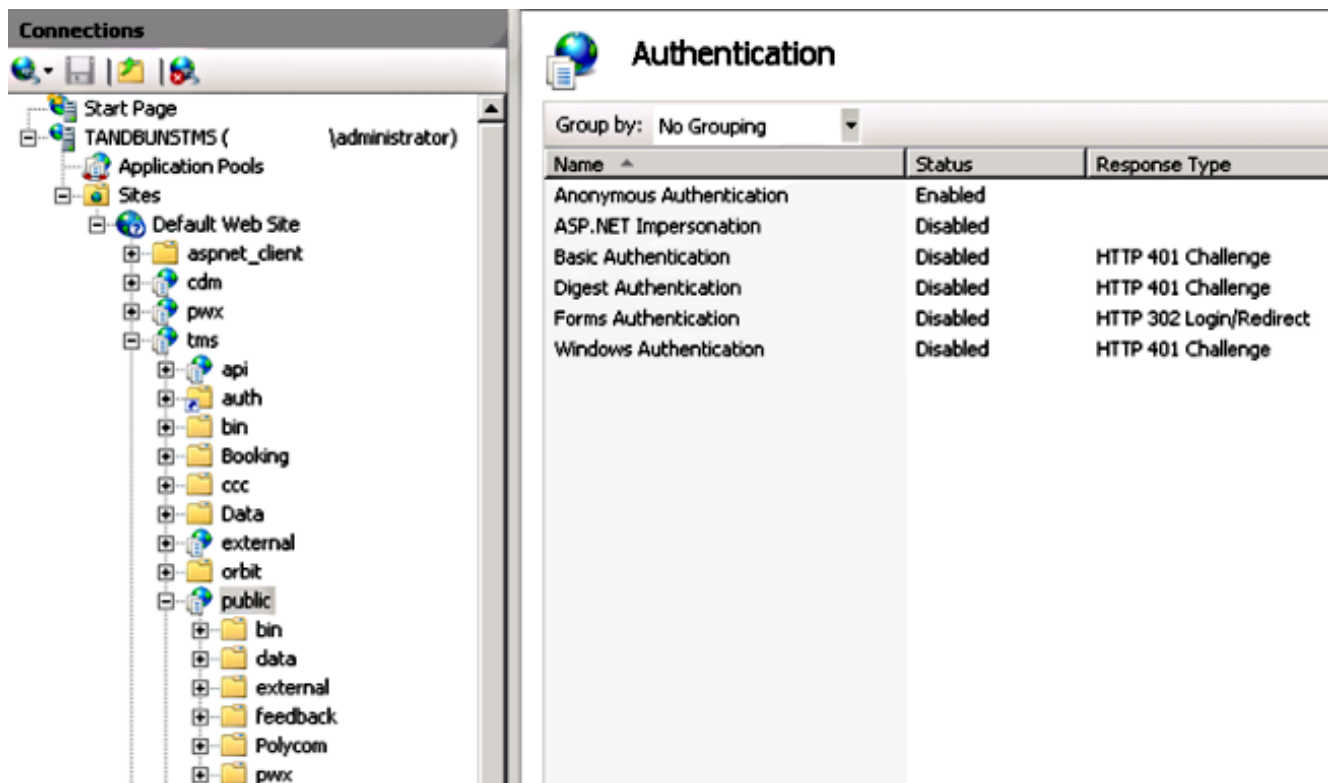 Connections
Start Page
TANDBUNSTMS ( \administrator)
Application Pools
Sites
Default Web Site
aspnet_client
cdm
pwx
tms
api
auth
bin
Booking
ccc
Data
external
orbit
public
bin
data
external
feedback
Polycom
pwx
Authentication
Group by: No Grouping
Name Status Response Type
Anonymous Authentication Enabled
ASP.NET Impersonation Disabled
Basic Authentication Disabled HTTP 401 Challenge
Digest Authentication Disabled HTTP 401 Challenge
Forms Authentication Disabled HTTP 302 Login/Redirect
Windows Authentication Disabled HTTP 401 Challenge